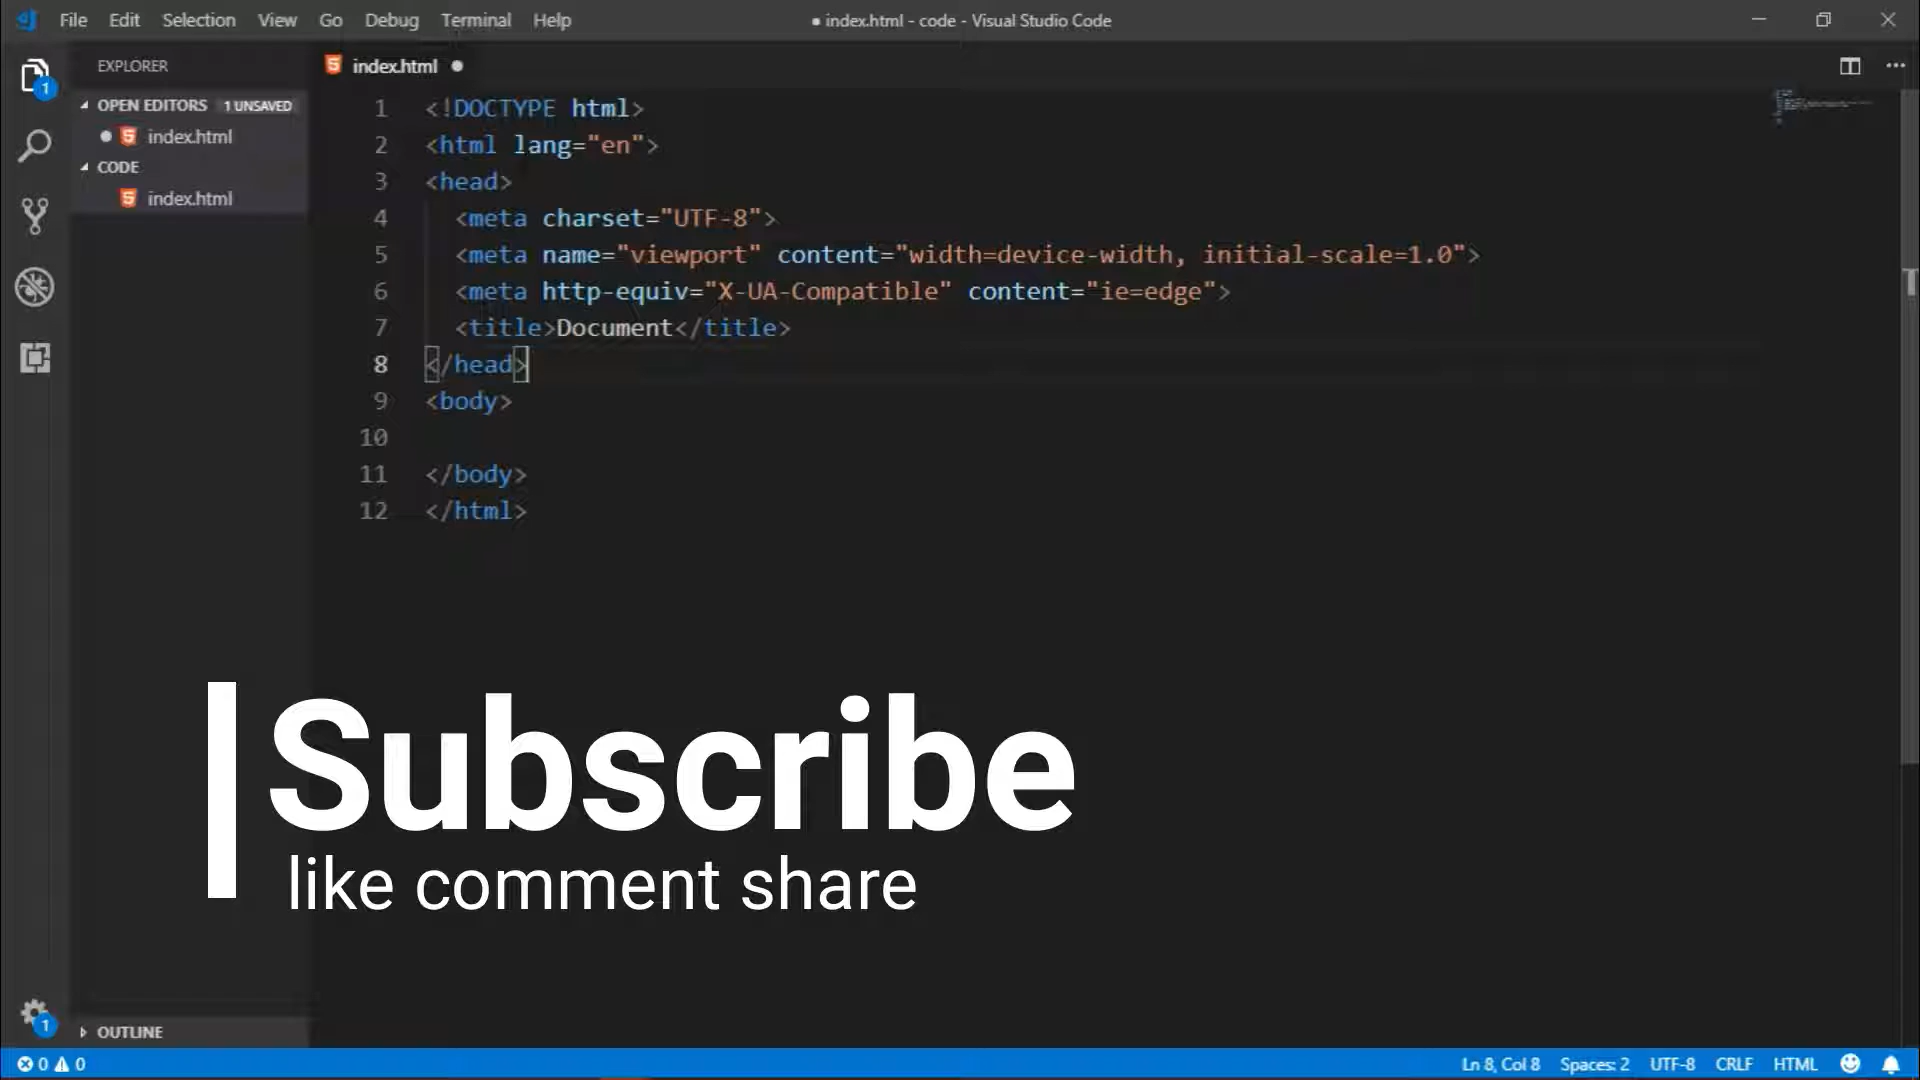 File Edit Selection View Go Debug Terminal Help
● index.html - code - Visual Studio Code
EXPLORER
OPEN EDITORS 1 UNSAVED
index.html
CODE
index.html
OUTLINE
index.html
1 <!DOCTYPE html>
2 <html lang="en">
3 <head>
4 <meta charset="UTF-8">
5 <meta name="viewport" content="width=device-width, initial-scale=1.0">
6 <meta http-equiv="X-UA-Compatible" content="ie=edge">
7 <title>Document</title>
8 </head>
9 <body>
10
11 </body>
12 </html>
Subscribe
like comment share
1
1
0 0
Ln 8, Col 8 Spaces: 2 UTF-8 CRLF HTML